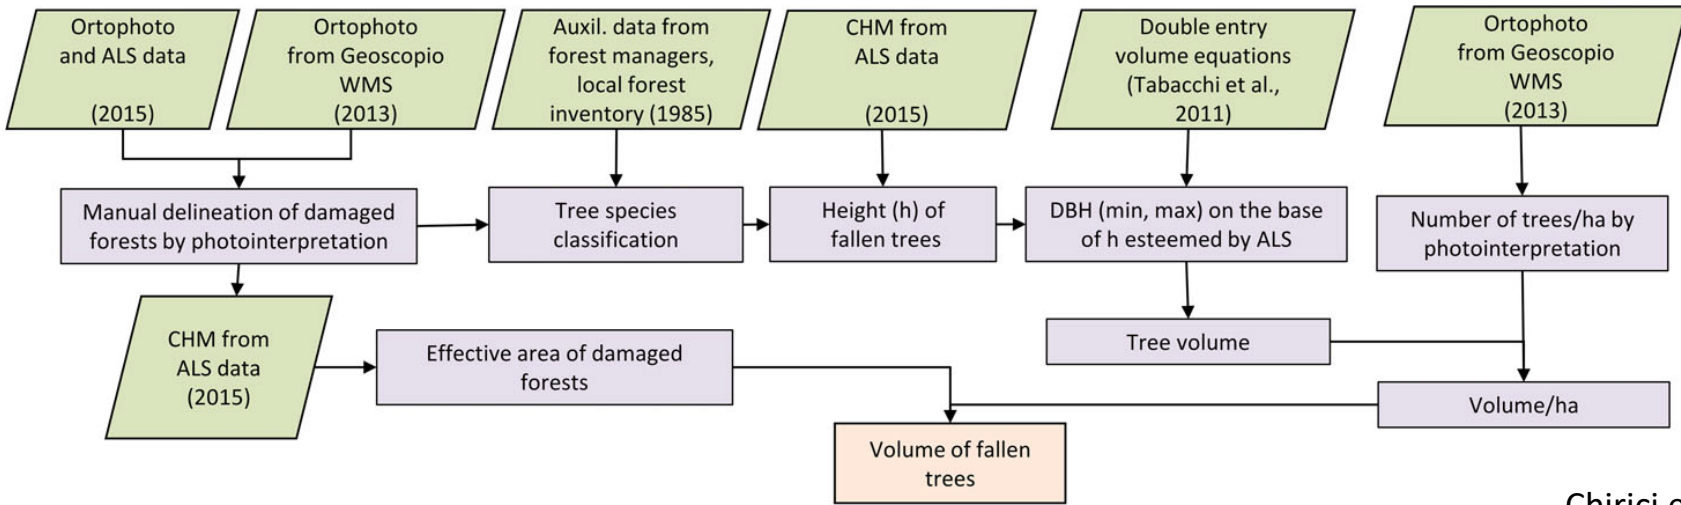 Ortophoto
and ALS data
(2015)
Ortophoto
from Geoscopio
WMS
(2013)
Auxil. data from
forest managers,
local forest
inventory (1985)
CHM from
ALS data
(2015)
Double entry
volume equations
(Tabacchi et al.,
2011)
Ortophoto
from Geoscopio
WMS
(2013)
Manual delineation of damaged
forests by photointerpretation
Tree species
classification
Height (h) of
fallen trees
DBH (min, max) on the base
of h esteemed by ALS
Number of trees/ha by
photointerpretation
CHM from
ALS data
(2015)
Effective area of damaged
forests
Tree volume
Volume/ha
Volume of fallen
trees